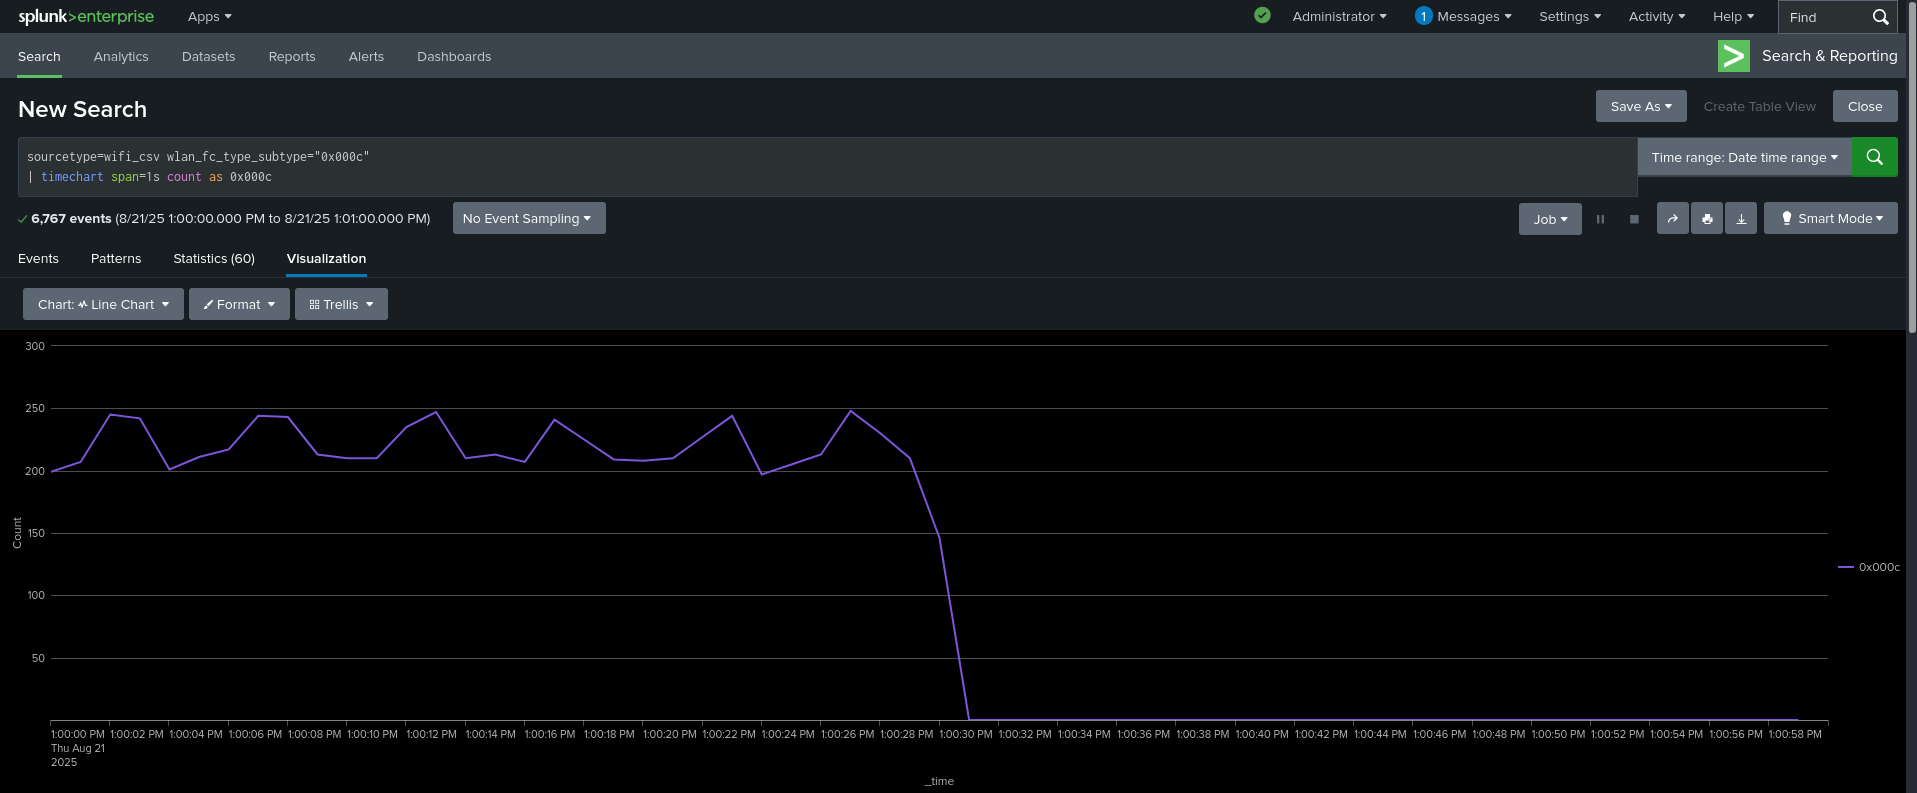 splunk>enterprise Apps Administrator 1 Messages Settings Activity Help Find
Search Analytics Datasets Reports Alerts Dashboards Search & Reporting
New Search Save As Create Table View Close
sourcetype=wifi_csv wlan_fc_type_subtype="0x000c"
| timechart span=1s count as 0x000c
Time range: Date time range
6,767 events (8/21/25 1:00:00.000 PM to 8/21/25 1:01:00.000 PM) No Event Sampling Job Smart Mode
Events Patterns Statistics (60) Visualization
Chart: Line Chart Format Trellis
300
250
200
150
100
50
Count
0x000c
1:00:00 PM 1:00:02 PM 1:00:04 PM 1:00:06 PM 1:00:08 PM 1:00:10 PM 1:00:12 PM 1:00:14 PM 1:00:16 PM 1:00:18 PM 1:00:20 PM 1:00:22 PM 1:00:24 PM 1:00:26 PM 1:00:28 PM 1:00:30 PM 1:00:32 PM 1:00:34 PM 1:00:36 PM 1:00:38 PM 1:00:40 PM 1:00:42 PM 1:00:44 PM 1:00:46 PM 1:00:48 PM 1:00:50 PM 1:00:52 PM 1:00:54 PM 1:00:56 PM 1:00:58 PM
Thu Aug 21
2025
_time